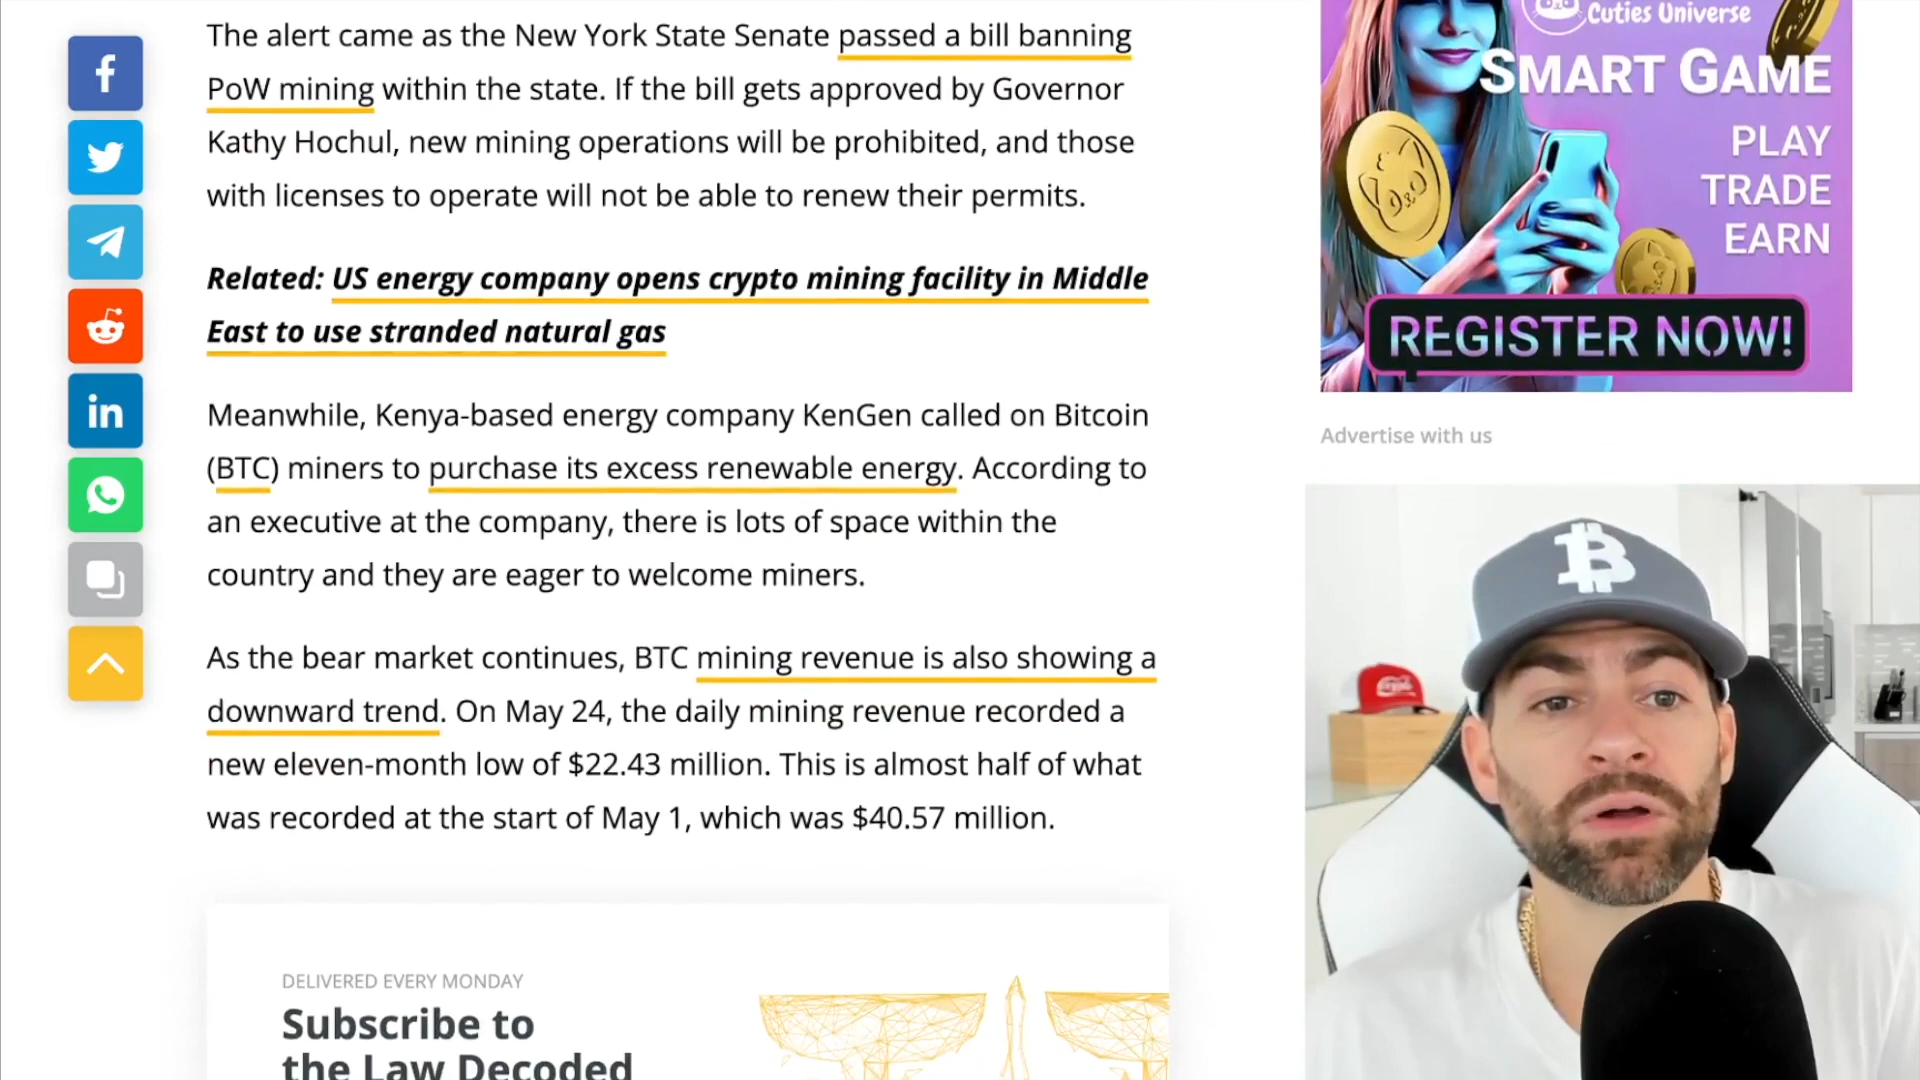 The alert came as the New York State Senate passed a bill banning
PoW mining within the state. If the bill gets approved by Governor
Kathy Hochul, new mining operations will be prohibited, and those
with licenses to operate will not be able to renew their permits.
Related: US energy company opens crypto mining facility in Middle
East to use stranded natural gas
Meanwhile, Kenya-based energy company KenGen called on Bitcoin
(BTC) miners to purchase its excess renewable energy. According to
an executive at the company, there is lots of space within the
country and they are eager to welcome miners.
As the bear market continues, BTC mining revenue is also showing a
downward trend. On May 24, the daily mining revenue recorded a
new eleven-month low of $22.43 million. This is almost half of what
was recorded at the start of May 1, which was $40.57 million.
DELIVERED EVERY MONDAY
Subscribe to
the Law Decoded
Cuties Universe
SMART GAME
PLAY
TRADE
EARN
REGISTER NOW!
Advertise with us